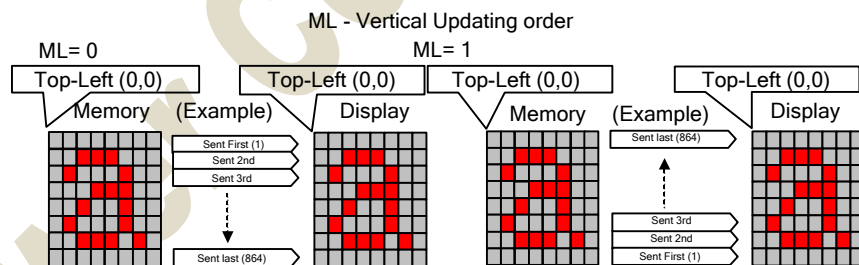 ML - Vertical Updating order
ML= 0 ML= 1
Top-Left (0,0) Top-Left (0,0) Top-Left (0,0) Top-Left (0,0)
Memory (Example) Display Memory (Example) Display
Sent First (1) Sent last (864)
Sent 2nd
Sent 3rd
Sent 3rd
Sent 2nd
Sent last (864) Sent First (1)